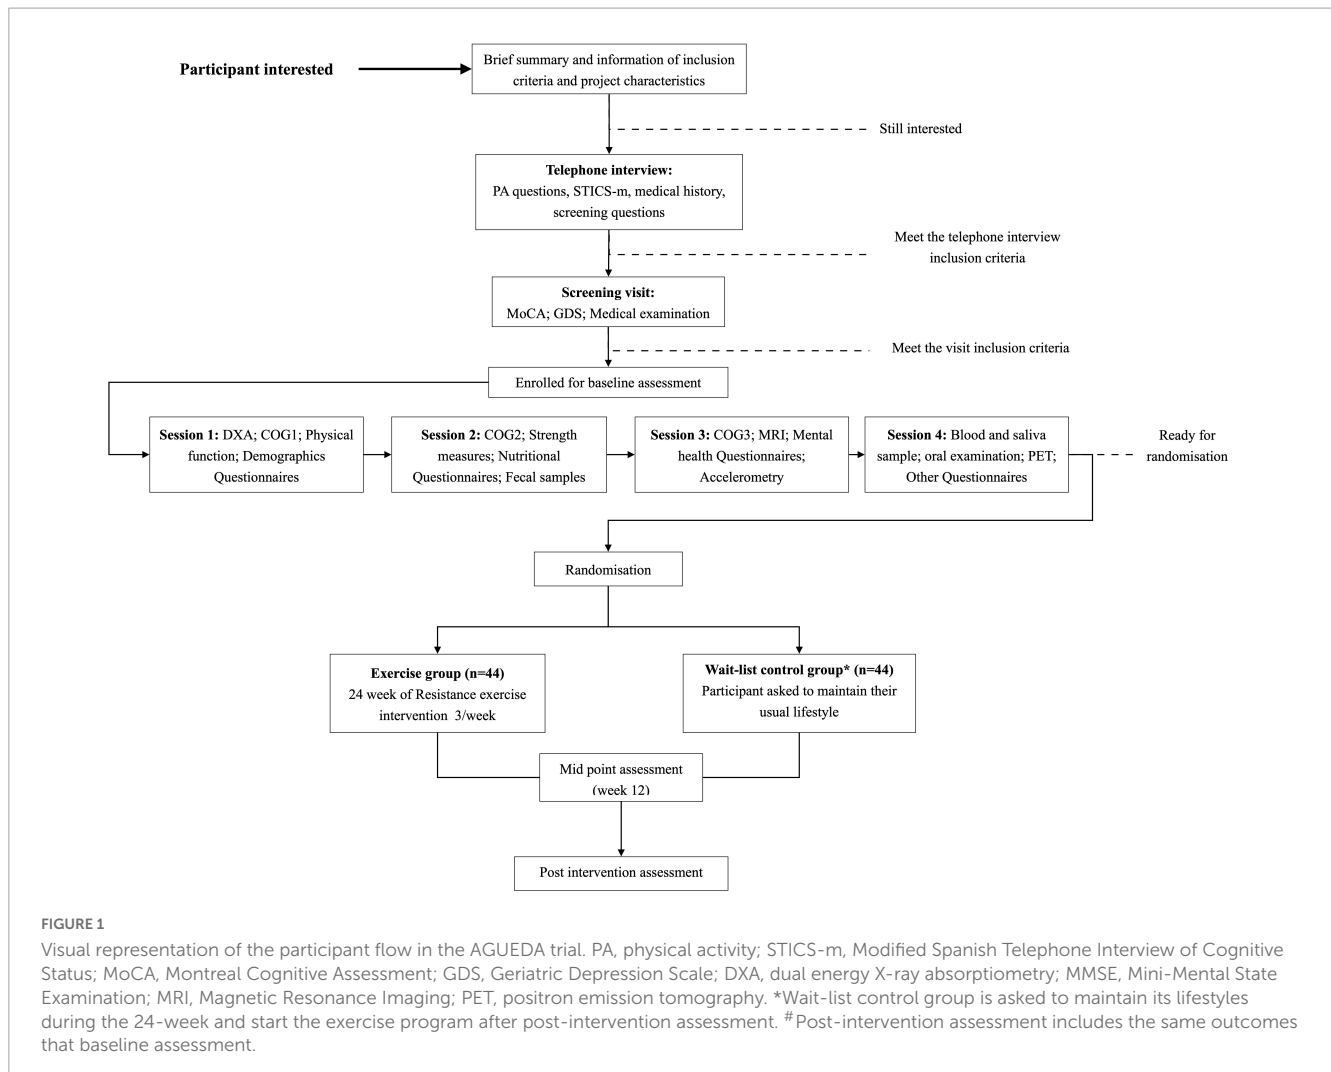 Participant interested
Brief summary and information of inclusion
criteria and project characteristics
Still interested
Telephone interview:
PA questions, STICS-m, medical history,
screening questions
Meet the telephone interview
inclusion criteria
Screening visit:
MoCA; GDS; Medical examination
Meet the visit inclusion criteria
Enrolled for baseline assessment
Session 1: DXA; COG1; Physical
function; Demographics
Questionnaires
Session 2: COG2; Strength
measures; Nutritional
Questionnaires; Fecal samples
Session 3: COG3; MRI; Mental
health Questionnaires;
Accelerometry
Session 4: Blood and saliva
sample; oral examination; PET;
Other Questionnaires
Ready for
randomisation
Randomisation
Exercise group (n=44)
24 week of Resistance exercise
intervention 3/week
Wait-list control group* (n=44)
Participant asked to maintain their
usual lifestyle
Mid point assessment
(week 12)
Post intervention assessment
FIGURE 1
Visual representation of the participant flow in the AGUEDA trial. PA, physical activity; STICS-m, Modified Spanish Telephone Interview of Cognitive
Status; MoCA, Montreal Cognitive Assessment; GDS, Geriatric Depression Scale; DXA, dual energy X-ray absorptiometry; MMSE, Mini-Mental State
Examination; MRI, Magnetic Resonance Imaging; PET, positron emission tomography. *Wait-list control group is asked to maintain its lifestyles
during the 24-week and start the exercise program after post-intervention assessment. #Post-intervention assessment includes the same outcomes
that baseline assessment.